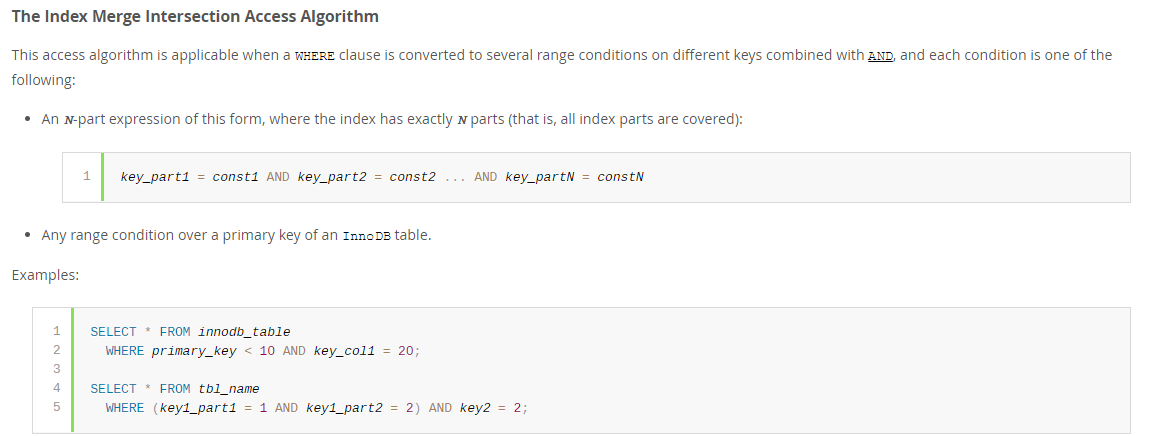 The Index Merge Intersection Access Algorithm
This access algorithm is applicable when a WHERE clause is converted to several range conditions on different keys combined with AND, and each condition is one of the
following:
• An N-part expression of this form, where the index has exactly N parts (that is, all index parts are covered):
1 key_part1 = const1 AND key_part2 = const2 ... AND key_partN = constN
• Any range condition over a primary key of an InnoDB table.
Examples:
1 SELECT * FROM innodb_table
2 WHERE primary_key < 10 AND key_col1 = 20;
3
4 SELECT * FROM tbl_name
5 WHERE (key1_part1 = 1 AND key1_part2 = 2) AND key2 = 2;